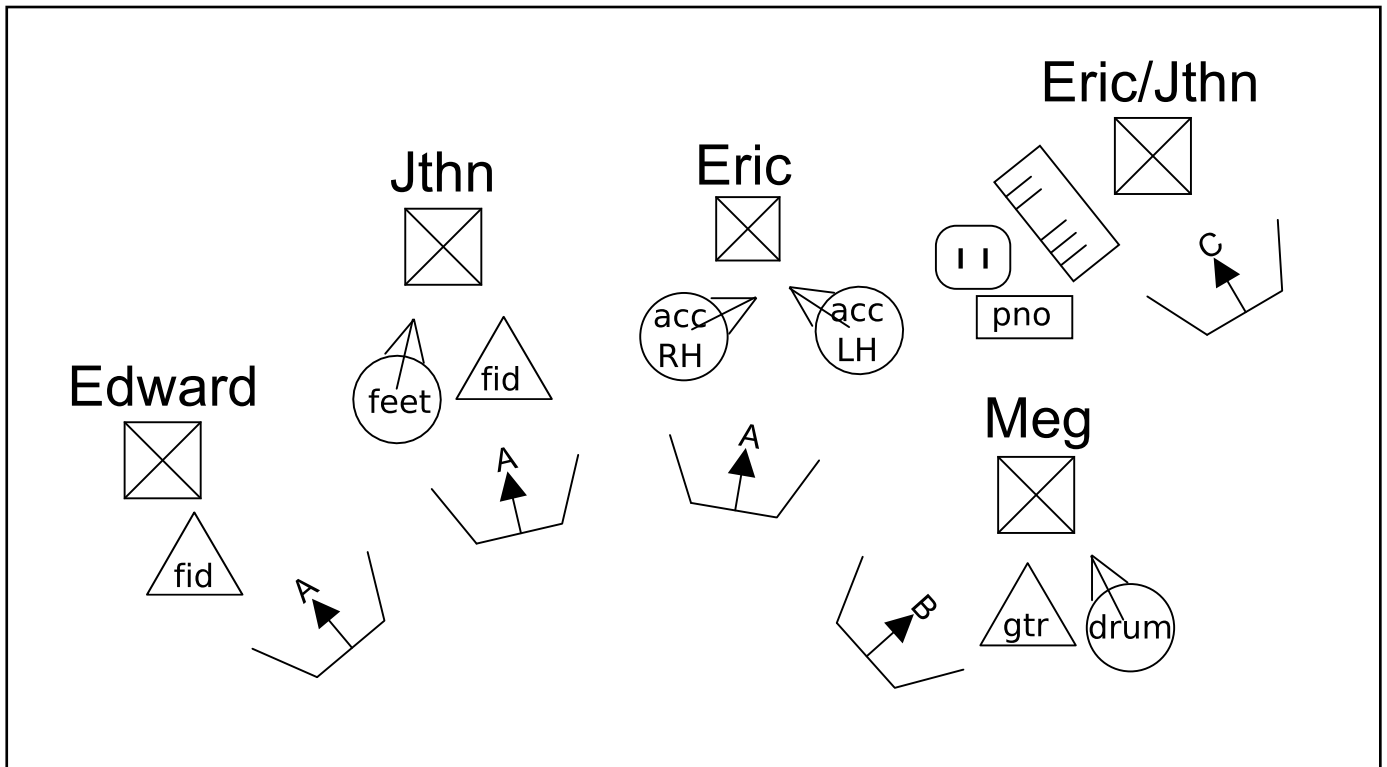 Eric/Jthn
Jthn
Eric
C
acc
RH
acc
LH
pno
Edward
feet
fid
Meg
A
A
fid
A
B
gtr
drum